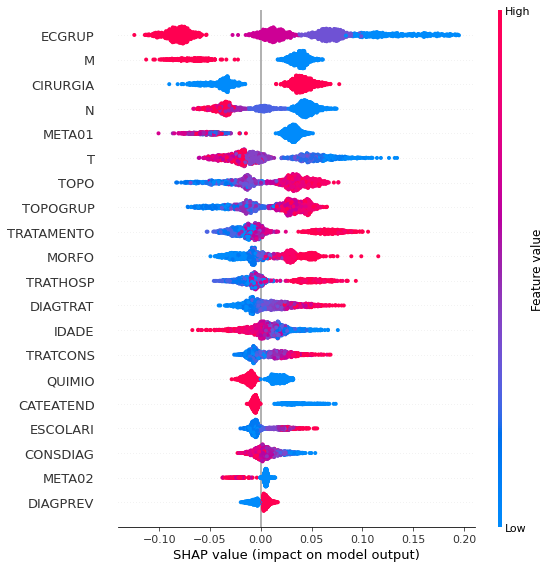 High
ECGRUP
M
CIRURGIA
N
META01
T
TOPO
TOPOGRUP
TRATAMENTO
MORFO
TRATHOSP
DIAGTRAT
IDADE
TRATCONS
QUIMIO
CATEATEND
ESCOLARI
CONSDIAG
META02
DIAGPREV
Feature value
Low
−0.10 −0.05 0.00 0.05 0.10 0.15 0.20
SHAP value (impact on model output)